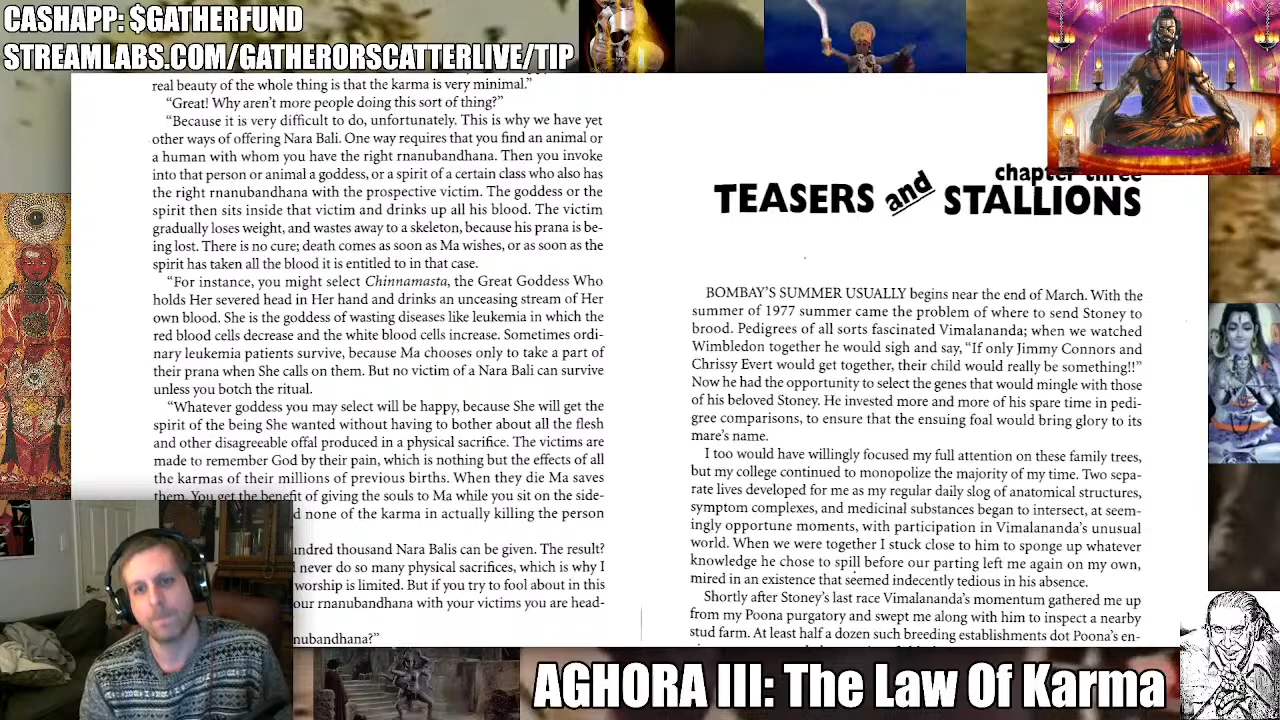 CASHAPP: $GATHERFUND
STREAMLABS.COM/GATHERORSCATTERLIVE/TIP
real beauty of the whole thing is that the karma is very minimal.”
“Great! Why aren't more people doing this sort of thing?”
“Because it is very difficult to do, unfortunately. This is why we have yet
other ways of offering Nara Bali. One way requires that you find an animal or
a human with whom you have the right rnanubandhana. Then you invoke
into that person or animal a goddess, or a spirit of a certain class who also has
the right rnanubandhana with the prospective victim. The goddess or the
spirit then sits inside that victim and drinks up all his blood. The victim
gradually loses weight, and wastes away to a skeleton, because his prana is be-
ing lost. There is no cure; death comes as soon as Ma wishes, or as soon as the
spirit has taken all the blood it is entitled to in that case.
“For instance, you might select Chinnamasta, the Great Goddess Who
holds Her severed head in Her hand and drinks an unceasing stream of Her
own blood. She is the goddess of wasting diseases like leukemia in which the
red blood cells decrease and the white blood cells increase. Sometimes ordi-
nary leukemia patients survive, because Ma chooses only to take a part of
their prana when She calls on them. But no victim of a Nara Bali can survive
unless you botch the ritual.
“Whatever goddess you may select will be happy, because She will get the
spirit of the being She wanted without having to bother about all the flesh
and other disagreeable offal produced in a physical sacrifice. The victims are
made to remember God by their pain, which is nothing but the effects of all
the karmas of their millions of previous births. When they die Ma saves
them. You get the benefit of giving the souls to Ma while you sit on the side-
none of the karma in actually killing the person
undred thousand Nara Balis can be given. The result?
never do so many physical sacrifices, which is why I
worship is limited. But if you try to fool about in this
our rnanubandhana with your victims you are head-
nubandhana?”
chapter three
TEASERS and STALLIONS
BOMBAY'S SUMMER USUALLY begins near the end of March. With the
summer of 1977 summer came the problem of where to send Stoney to
brood. Pedigrees of all sorts fascinated Vimalananda; when we watched
Wimbledon together he would sigh and say, “If only Jimmy Connors and
Chrissy Evert would get together, their child would really be something!!”
Now he had the opportunity to select the genes that would mingle with those
of his beloved Stoney. He invested more and more of his spare time in pedi-
gree comparisons, to ensure that the ensuing foal would bring glory to its
mare's name.
I too would have willingly focused my full attention on these family trees,
but my college continued to monopolize the majority of my time. Two sepa-
rate lives developed for me as my regular daily slog of anatomical structures,
symptom complexes, and medicinal substances began to intersect, at seem-
ingly opportune moments, with participation in Vimalananda's unusual
world. When we were together I stuck close to him to sponge up whatever
knowledge he chose to spill before our parting left me again on my own,
mired in an existence that seemed indecently tedious in his absence.
Shortly after Stoney's last race Vimalananda's momentum gathered me up
from my Poona purgatory and swept me along with him to inspect a nearby
stud farm. At least half a dozen such breeding establishments dot Poona's en-
AGHORA III: The Law Of Karma